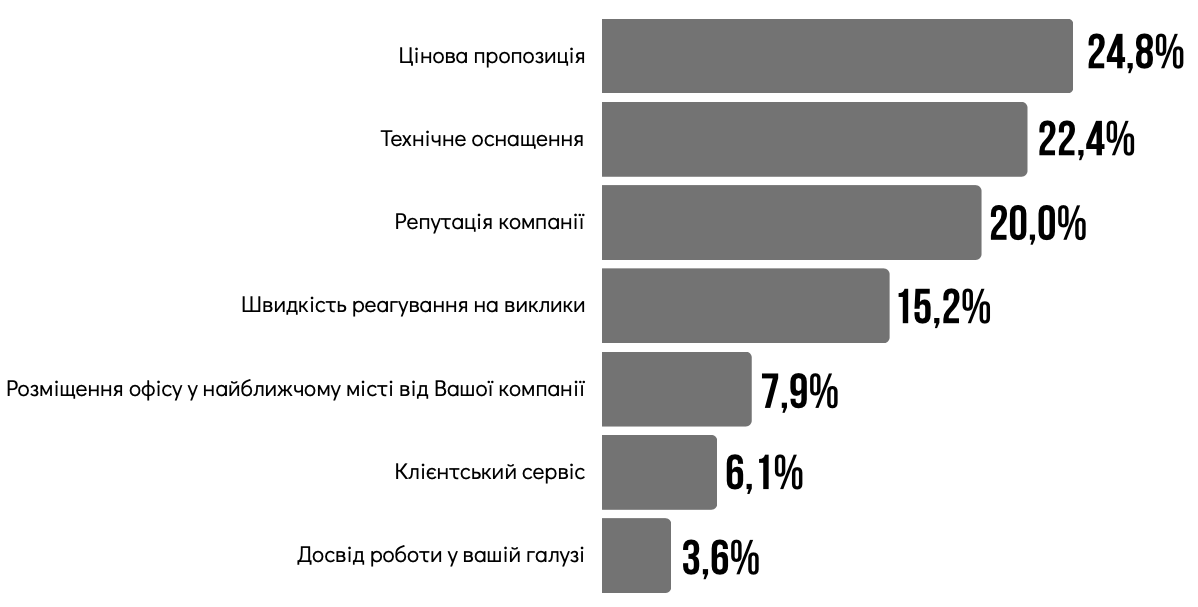 Цінова пропозиція 24,8%
Технічне оснащення 22,4%
Репутація компанії 20,0%
Швидкість реагування на виклики 15,2%
Розміщення офісу у найближчому місті від Вашої компанії 7,9%
Клієнтський сервіс 6,1%
Досвід роботи у вашій галузі 3,6%